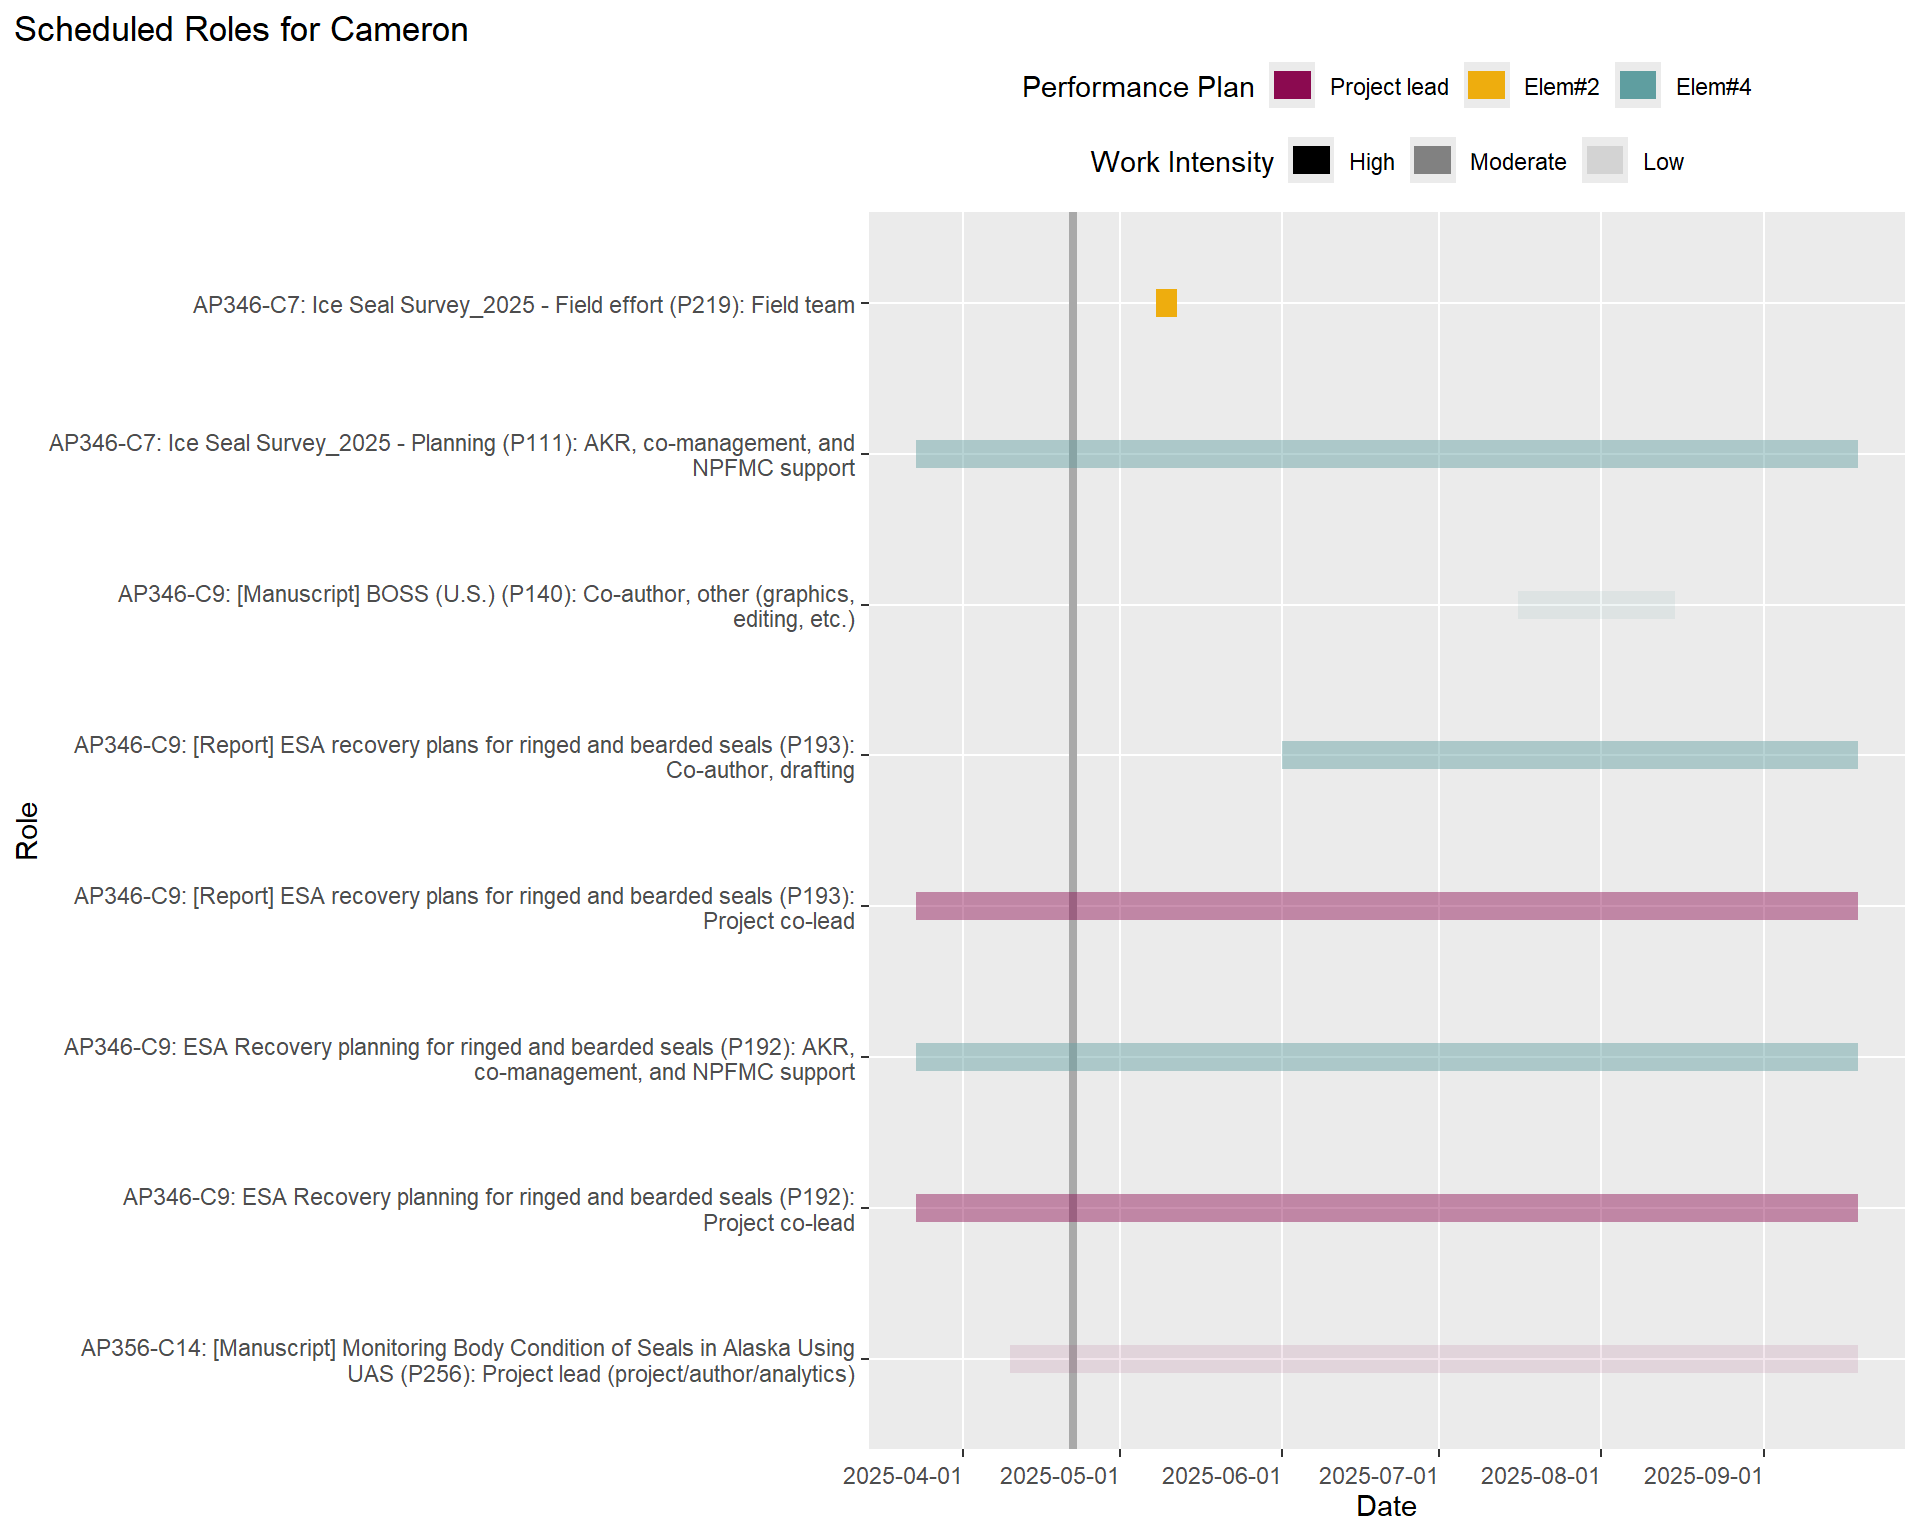 Scheduled Roles for Cameron
Performance Plan Project lead Elem#2 Elem#4
Work Intensity High Moderate Low
AP346-C7: Ice Seal Survey_2025 - Field effort (P219): Field team
AP346-C7: Ice Seal Survey_2025 - Planning (P111): AKR, co-management, and
NPFMC support
AP346-C9: [Manuscript] BOSS (U.S.) (P140): Co-author, other (graphics,
editing, etc.)
AP346-C9: [Report] ESA recovery plans for ringed and bearded seals (P193):
Co-author, drafting
AP346-C9: [Report] ESA recovery plans for ringed and bearded seals (P193):
Project co-lead
AP346-C9: ESA Recovery planning for ringed and bearded seals (P192): AKR,
co-management, and NPFMC support
AP346-C9: ESA Recovery planning for ringed and bearded seals (P192):
Project co-lead
AP356-C14: [Manuscript] Monitoring Body Condition of Seals in Alaska Using
UAS (P256): Project lead (project/author/analytics)
Role
2025-04-01 2025-05-01 2025-06-01 2025-07-01 2025-08-01 2025-09-01
Date